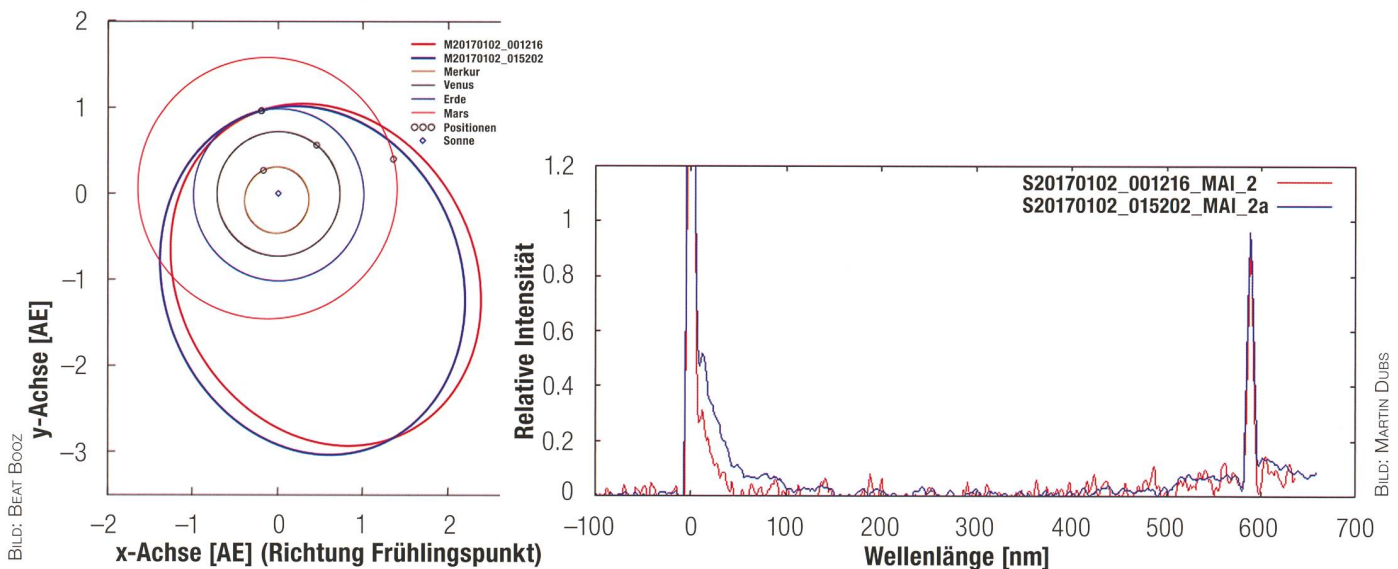 2
1
0
−1
−2
−3
y-Achse [AE]
−2 −1 0 1 2
x-Achse [AE] (Richtung Frühlingspunkt)
M20170102_001216
M20170102_015202
Merkur
Venus
Erde
Mars
Positionen
Sonne
BILD: BEAT BOOZ
1.2
1
0.8
0.6
0.4
0.2
0
Relative Intensität
−100 0 100 200 300 400 500 600 700
Wellenlänge [nm]
S20170102_001216_MAI_2
S20170102_015202_MAI_2a
BILD: MARTIN DUBS